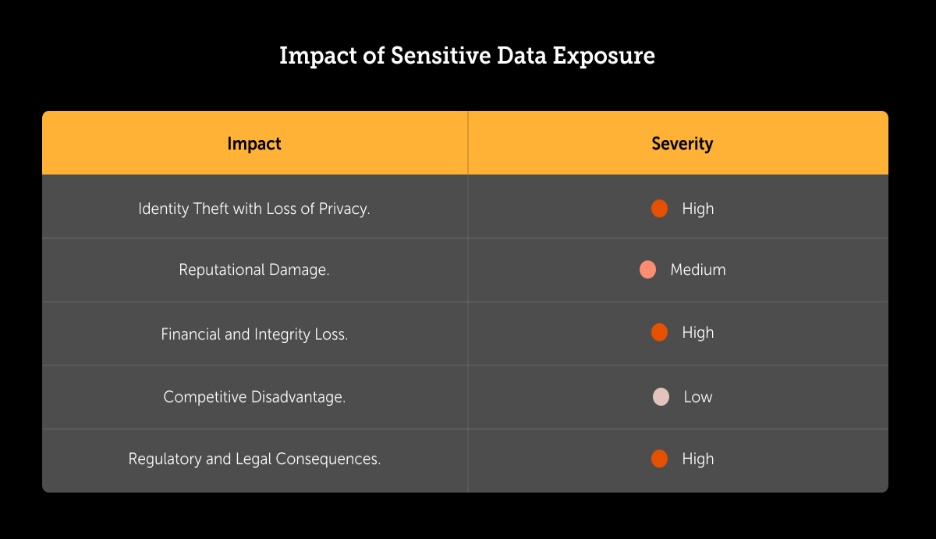 Impact of Sensitive Data Exposure
Impact Severity
Identity Theft with Loss of Privacy. High
Reputational Damage. Medium
Financial and Integrity Loss. High
Competitive Disadvantage. Low
Regulatory and Legal Consequences. High